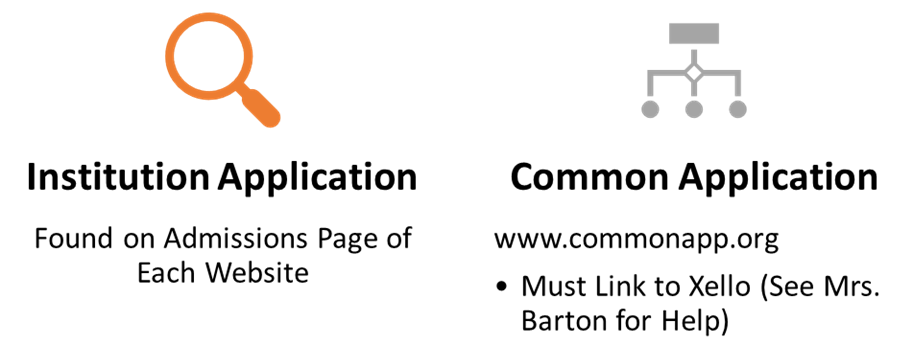 Institution Application
Found on Admissions Page of
Each Website
Common Application
www.commonapp.org
• Must Link to Xello (See Mrs.
Barton for Help)